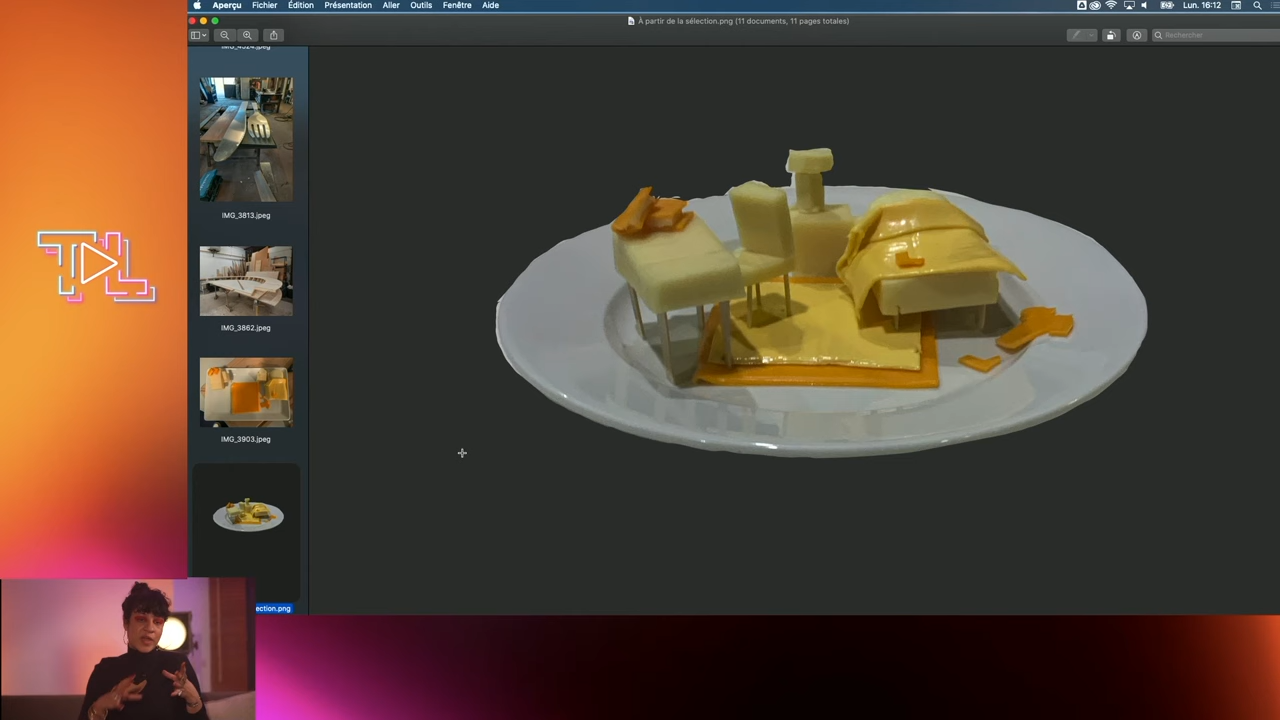 Aperçu Fichier Édition Présentation Aller Outils Fenêtre Aide Lun. 16:12
À partir de la sélection.png (11 documents, 11 pages totales)
Rechercher
IMG_3813.jpeg
IMG_3862.jpeg
IMG_3903.jpeg
ection.png
TL